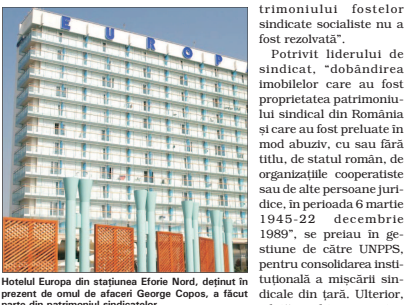 EUROP
Hotelul Europa din stațiunea Eforie Nord, deținut în
prezent de omul de afaceri George Copos, a făcut
parte din patrimoniul sindicatelor
trimoniului fostelor
sindicate socialiste nu a
fost rezolvată”.
Potrivit liderului de
sindicat, “dobândirea
imobilelor care au fost
proprietatea patrimoniu-
lui sindical din România
și care au fost preluate în
mod abuziv, cu sau fără
titlu, de statul român, de
organizațiile cooperatiste
sau de alte persoane juri-
dice, în perioada 6 martie
1945-22 decembrie
1989”, se preiau în ge-
stiune de către UNPPS,
pentru consolidarea insti-
tuțională a mișcării sin-
dicale din țară. Ulterior,